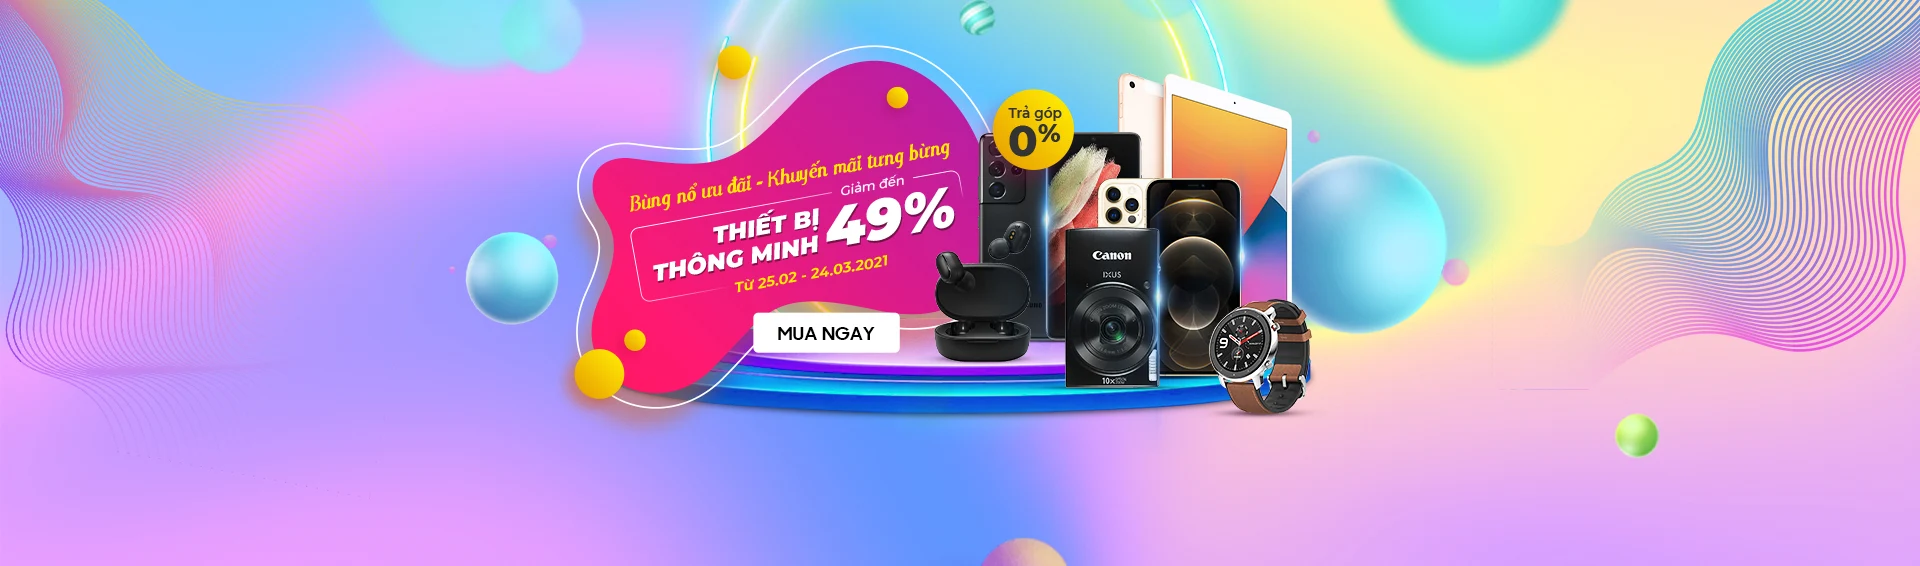 Bùng nổ ưu đãi - Khuyến mãi tưng bừng
Giảm đến
THIẾT BỊ
THÔNG MINH
49%
Từ 25.02 - 24.03.2021
MUA NGAY
Trả góp
0%
Canon
IXUS
10x